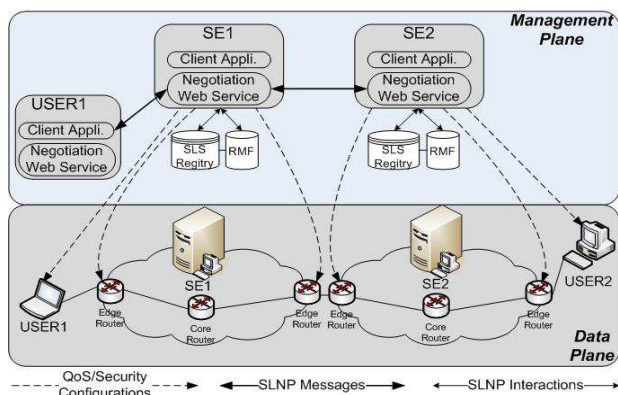 Management
Plane
SE1
Client Appli.
Negotiation
Web Service
SE2
Client Appli.
Negotiation
Web Service
USER1
Client Appli.
Negotiation
Web Service
SLS
Regitry
RMF
SLS
Regitry
RMF
SE1
SE2
USER1
Edge
Router
Core
Router
Edge
Router
Edge
Router
Core
Router
Edge
Router
USER2
Data
Plane
QoS/Security
Configurations
SLNP Messages
SLNP Interactions